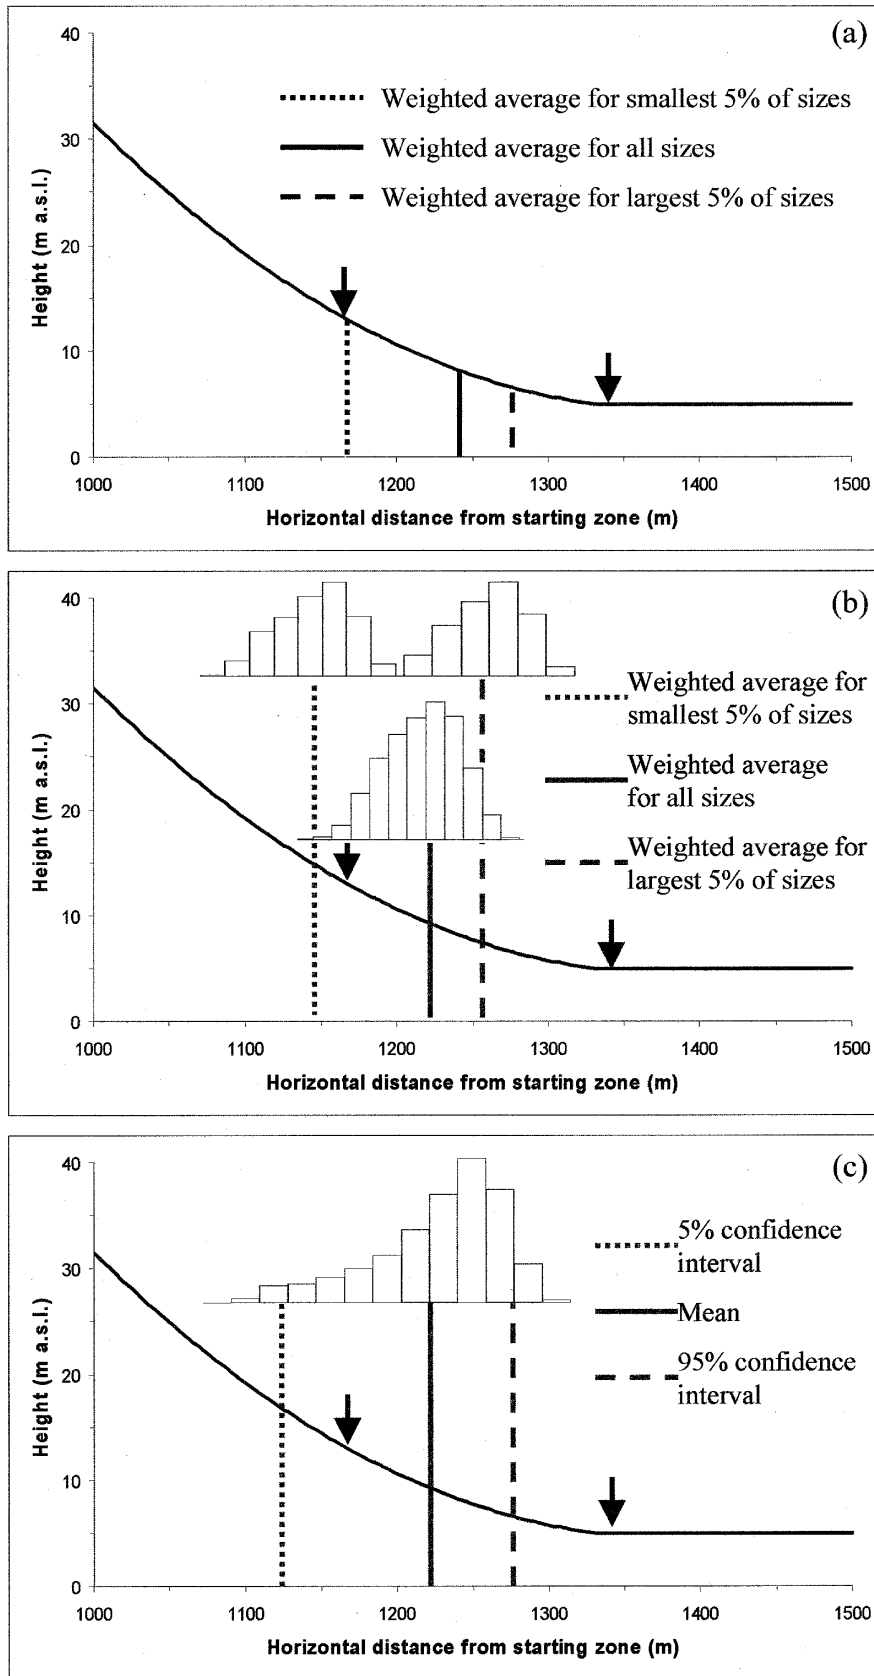 (a)
40
30
20
10
0
Height (m a.s.l.)
Weighted average for smallest 5% of sizes
Weighted average for all sizes
Weighted average for largest 5% of sizes
1000 1100 1200 1300 1400 1500
Horizontal distance from starting zone (m)
(b)
40
30
20
10
0
Height (m a.s.l.)
Weighted average for
smallest 5% of sizes
Weighted average
for all sizes
Weighted average for
largest 5% of sizes
1000 1100 1200 1300 1400 1500
Horizontal distance from starting zone (m)
(c)
40
30
20
10
0
Height (m a.s.l.)
5% confidence
interval
Mean
95% confidence
interval
1000 1100 1200 1300 1400 1500
Horizontal distance from starting zone (m)